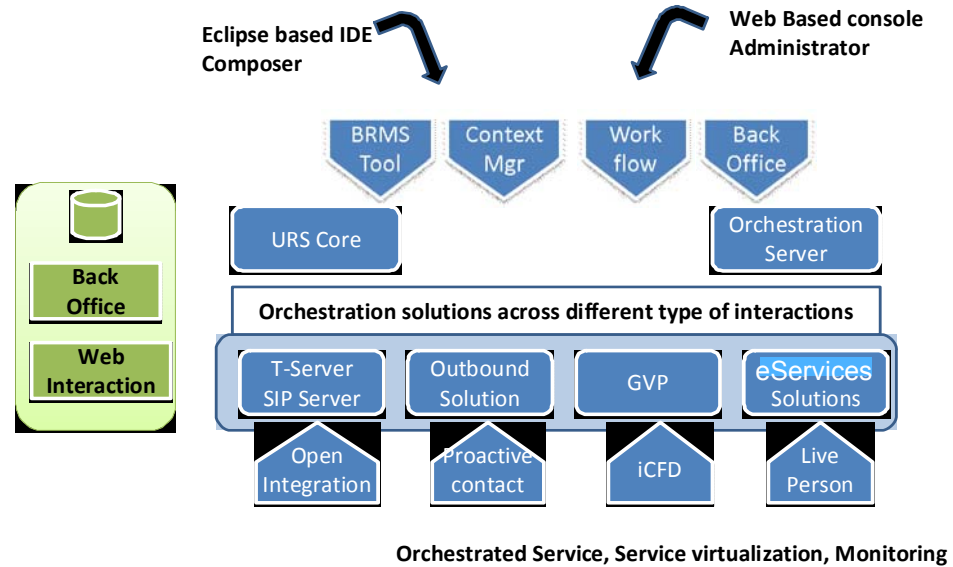 Eclipse based IDE
Composer
Web Based console
Administrator
BRMS
Tool
Context
Mgr
Work
flow
Back
Office
URS Core
Orchestration
Server
Back
Office
Web
Interaction
Orchestration solutions across different type of interactions
T-Server
SIP Server
Outbound
Solution
GVP
eServices
Solutions
Open
Integration
Proactive
contact
iCFD
Live
Person
Orchestrated Service, Service virtualization, Monitoring